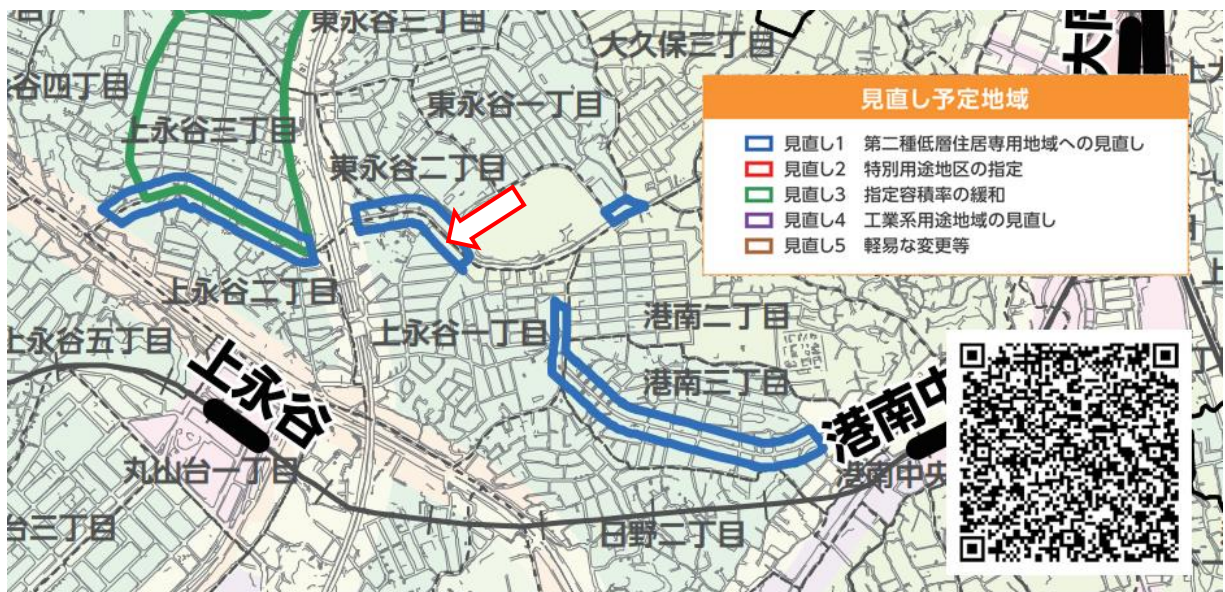 東永谷三丁目
大久保三丁目
谷四丁目
東永谷一丁目
上永谷三丁目
東永谷二丁目
見直し予定地域
見直し1 第二種低層住居専用地域への見直し
見直し2 特別用途地区の指定
見直し3 指定容積率の緩和
見直し4 工業系用途地域の見直し
見直し5 軽易な変更等
上永谷二丁目
上永谷一丁目
港南二丁目
上永谷五丁目
港南三丁目
上永谷
港南中
丸山台一丁目
港南中央
台三丁目
日野二丁目